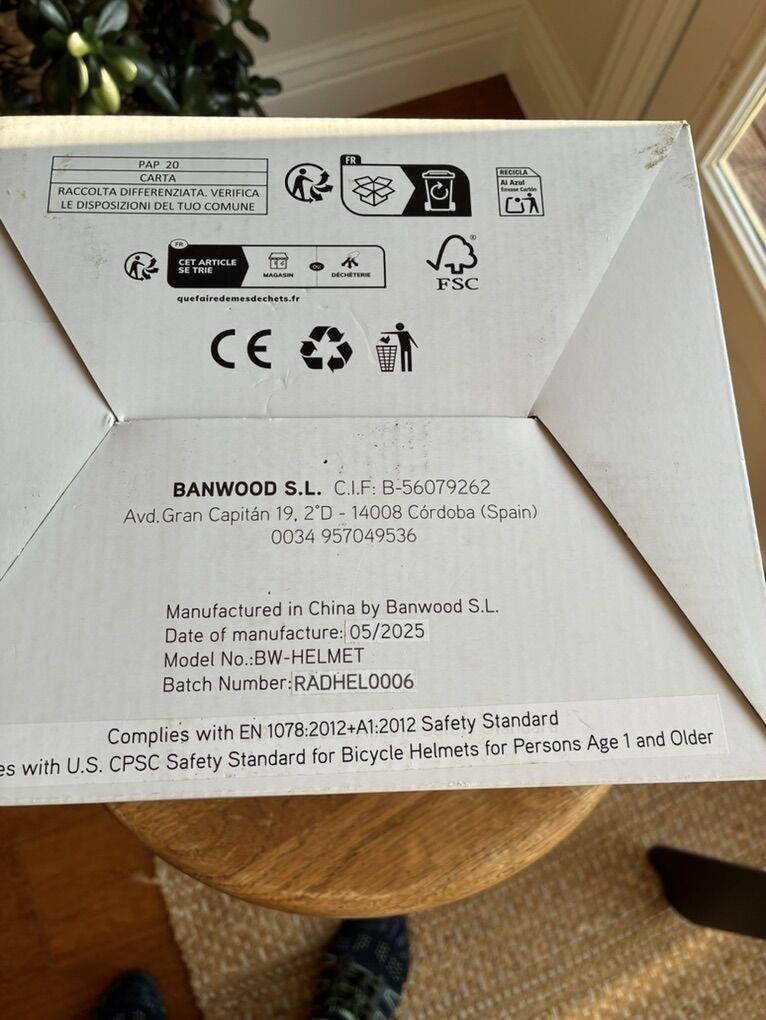 PAP 20
CARTA
RACCOLTA DIFFERENZIATA. VERIFICA
LE DISPOSIZIONI DEL TUO COMUNE
FR
RECICLA
Al Azul
Envase Cartón
FR
CET ARTICLE
SE TRIE
MAGASIN
OU
DÉCHÈTERIE
quefairedemesdechets.fr
®
FSC
CE
BANWOOD S.L. C.I.F: B-56079262
Avd.Gran Capitán 19, 2°D - 14008 Córdoba (Spain)
0034 957049536
Manufactured in China by Banwood S.L.
Date of manufacture: 05/2025
Model No.:BW-HELMET
Batch Number: RADHEL0006
Complies with EN 1078:2012+A1:2012 Safety Standard
es with U.S. CPSC Safety Standard for Bicycle Helmets for Persons Age 1 and Older